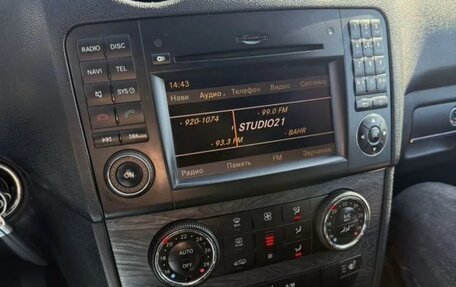 RADIO DISC
NAVI TEL
SYS
ON
14:43
Нави Аудио Телефон Видео Система
920-1074 99.0 FM
STUDIO21
93.3 FM BAHR
Радио Память FM Звучание
AUTO
OFF